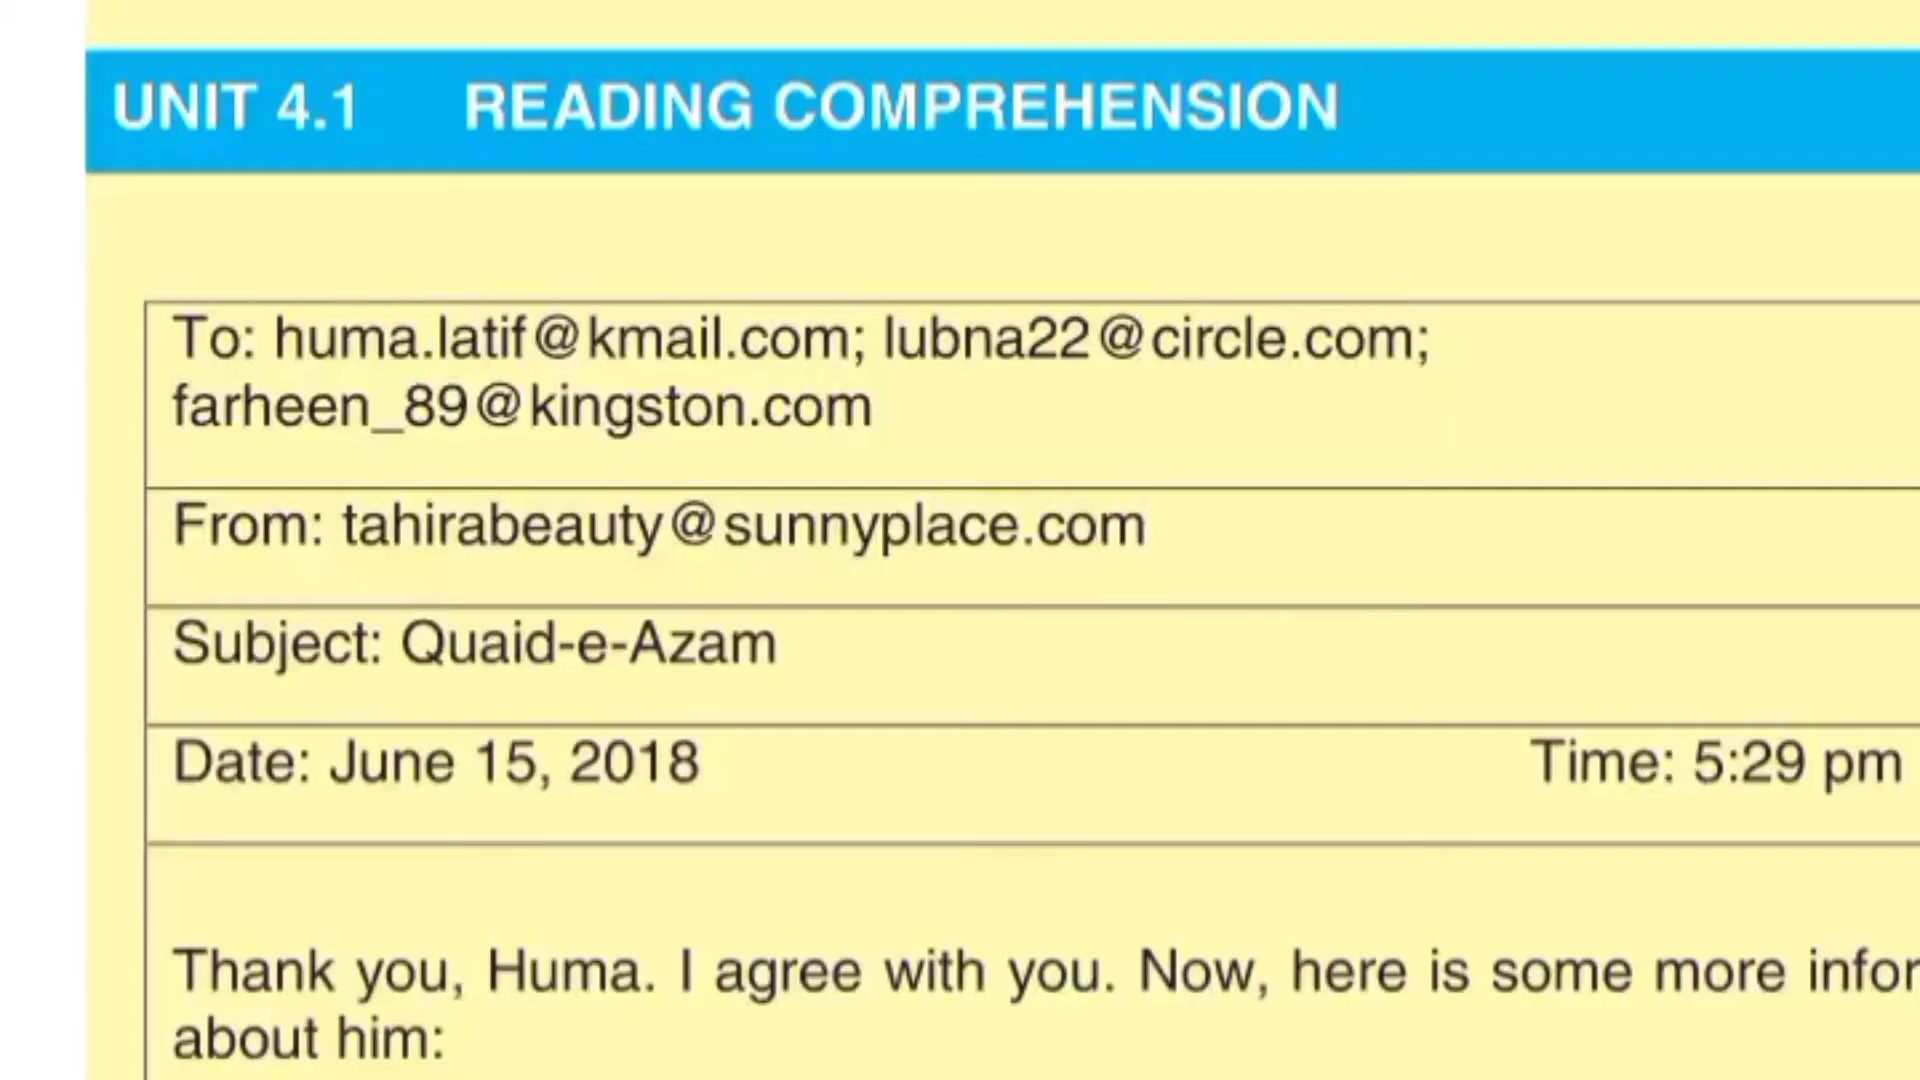 UNIT 4.1 READING COMPREHENSION
To: huma.latif@kmail.com; lubna22@circle.com;
farheen_89@kingston.com
From: tahirabeauty@sunnyplace.com
Subject: Quaid-e-Azam
Date: June 15, 2018 Time: 5:29 pm
Thank you, Huma. I agree with you. Now, here is some more infor
about him: